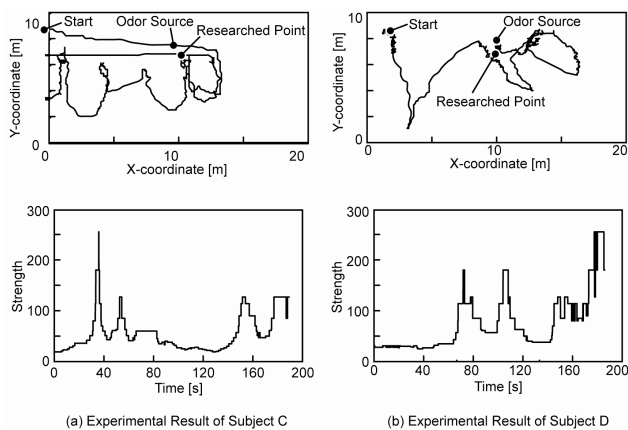 10
Start
Odor Source
Researched Point
Y-coordinate [m]
0
0
10
20
X-coordinate [m]
10
Start
Odor Source
Researched Point
Y-coordinate [m]
0
0
10
20
X-coordinate [m]
300
200
100
0
Strength
0
40
80
120
160
200
Time [s]
300
200
100
0
Strength
0
40
80
120
160
200
Time [s]
(a) Experimental Result of Subject C
(b) Experimental Result of Subject D